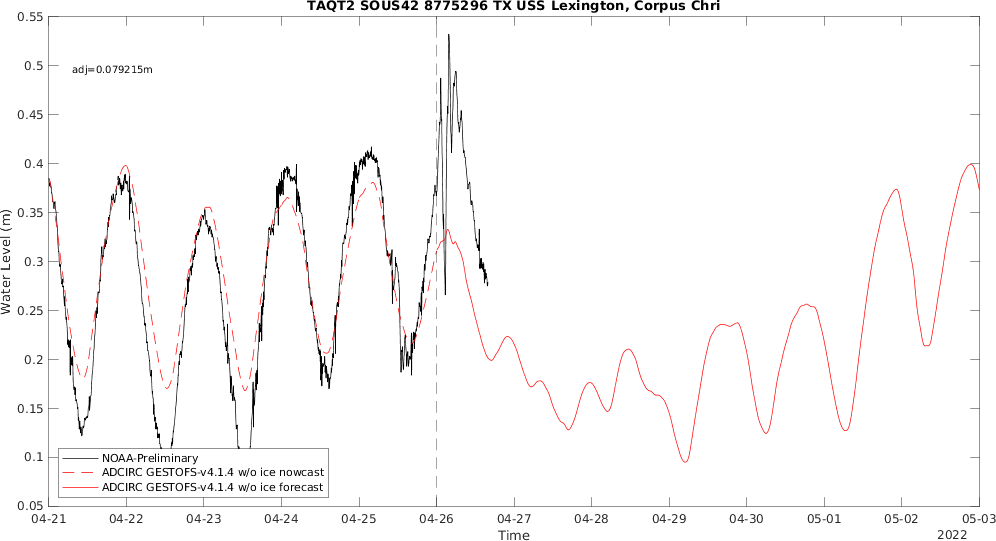 TAQT2 SOUS42 8775296 TX USS Lexington, Corpus Chri
adj=0.079215m
Water Level (m)
0.55
0.5
0.45
0.4
0.35
0.3
0.25
0.2
0.15
0.1
0.05
NOAA-Preliminary
ADCIRC GESTOFS-v4.1.4 w/o ice nowcast
ADCIRC GESTOFS-v4.1.4 w/o ice forecast
04-21 04-22 04-23 04-24 04-25 04-26 04-27 04-28 04-29 04-30 05-01 05-02 05-03
Time
2022